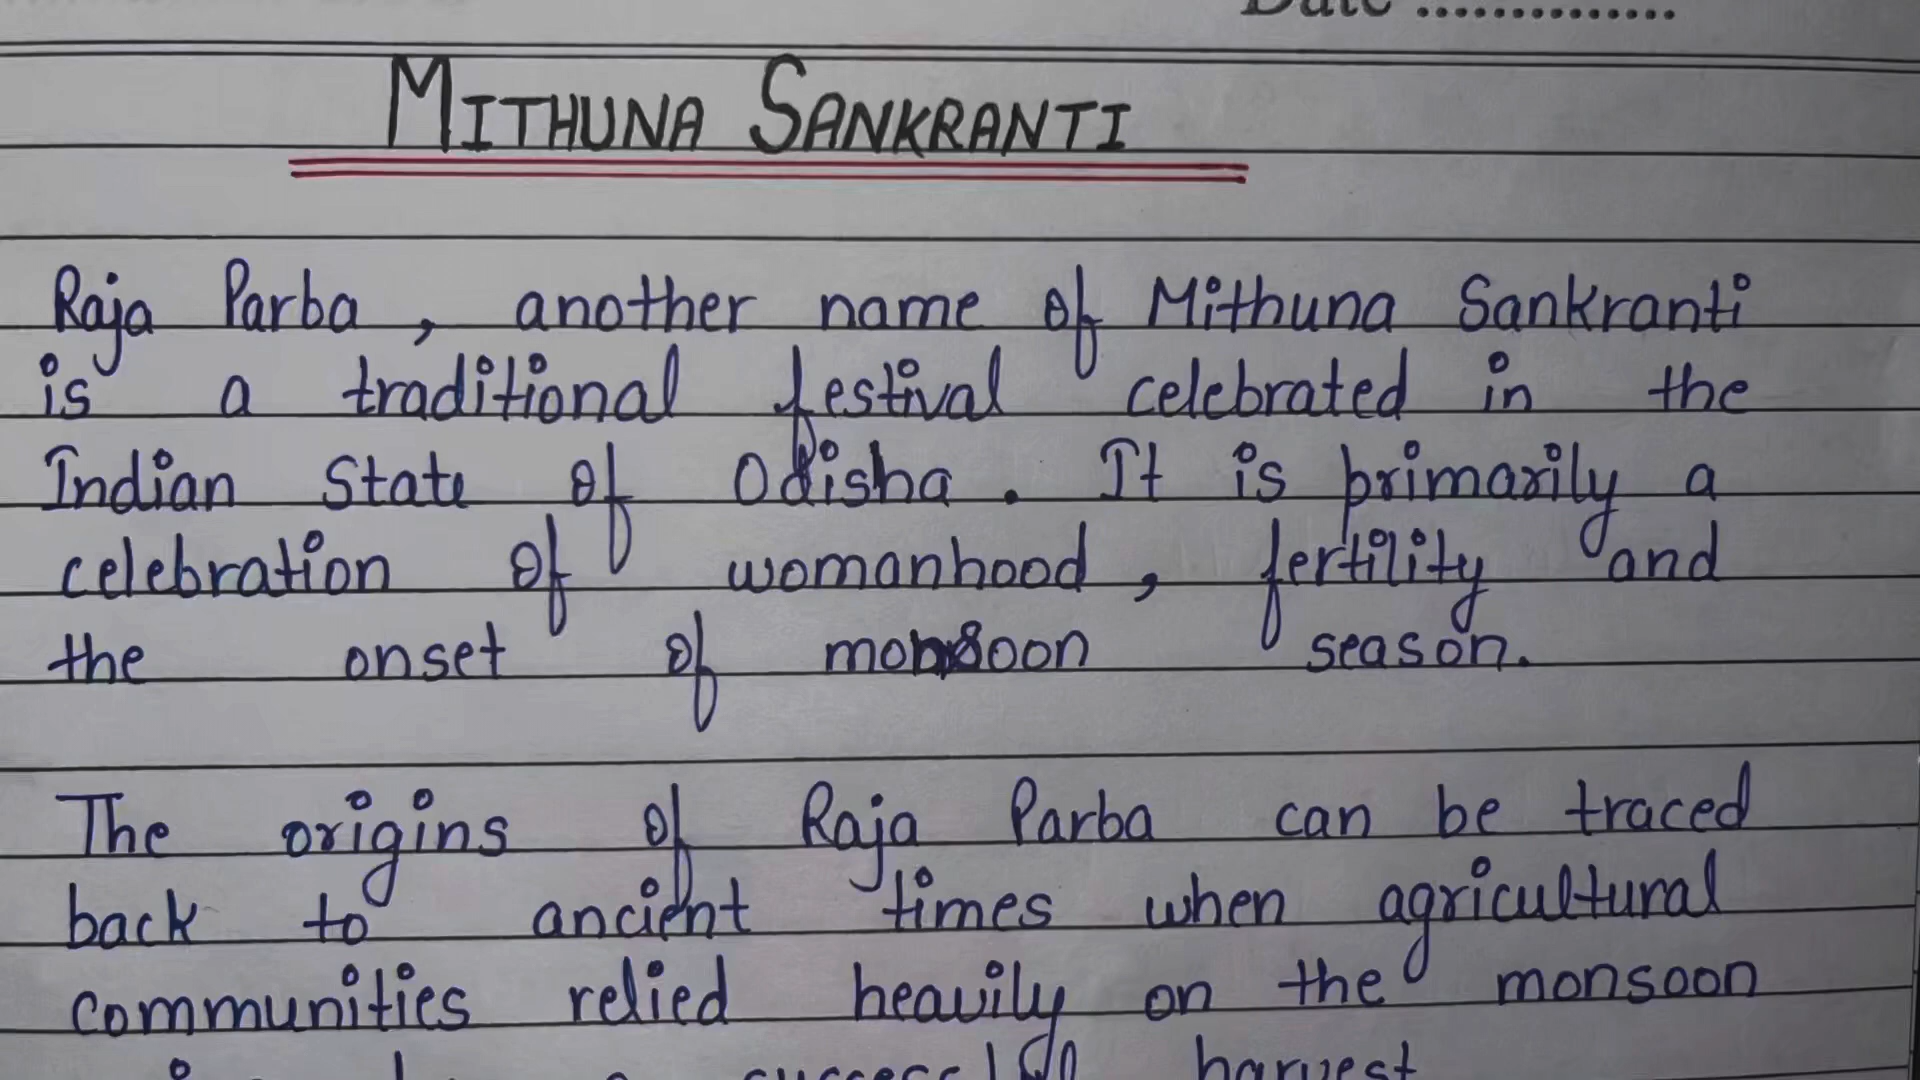 Date ..............
MITHUNA SANKRANTI
Raja Parba, another name of Mithuna Sankranti
is a traditional festival celebrated in the
Indian State of Odisha. It is primarily a
celebration of womanhood, fertility and
the onset of monsoon season.
The origins of Raja Parba can be traced
back to ancient times when agricultural
communities relied heavily on the monsoon
successful harvest